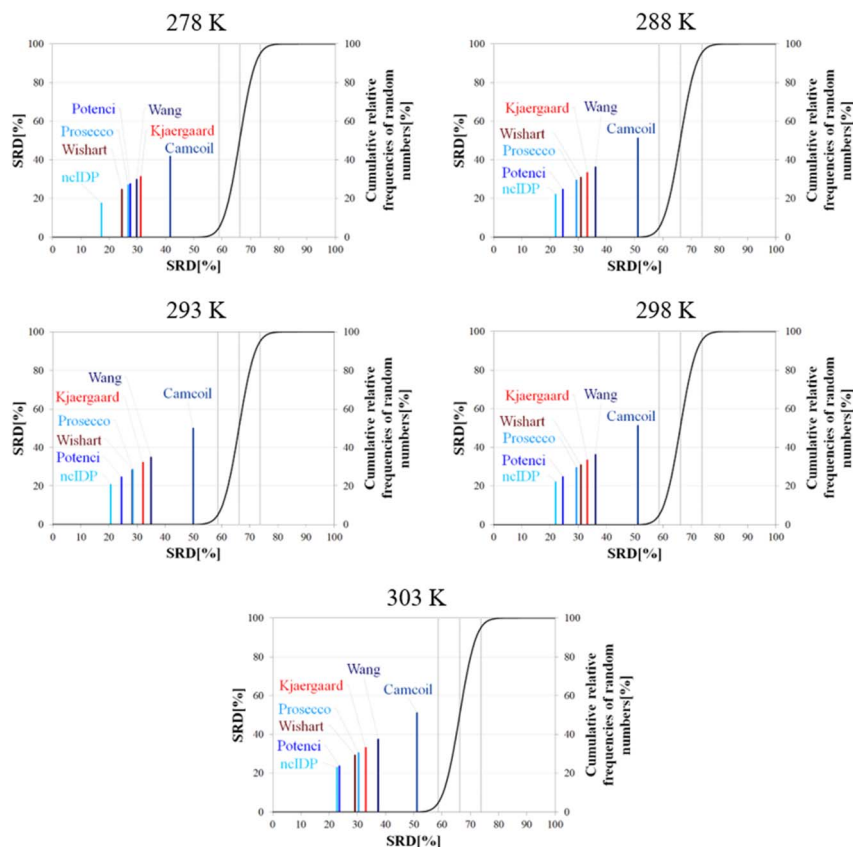 278 K
100
80
60
40
20
0
SRD[%]
Potenci
Wang
Prosecco
Kjaergaard
Wishart
Camcoil
ncIDP
100
80
60
40
20
0
Cumulative relative
frequencies of random
numbers[%]
0 10 20 30 40 50 60 70 80 90 100
SRD[%]
288 K
100
80
60
40
20
0
SRD[%]
Kjaergaard
Wang
Wishart
Camcoil
Prosecco
Potenci
ncIDP
100
80
60
40
20
0
Cumulative relative
frequencies of random
numbers[%]
0 10 20 30 40 50 60 70 80 90 100
SRD[%]
293 K
100
80
60
40
20
0
SRD[%]
Wang
Kjaergaard
Camcoil
Prosecco
Wishart
Potenci
ncIDP
100
80
60
40
20
0
Cumulative relative
frequencies of random
numbers[%]
0 10 20 30 40 50 60 70 80 90 100
SRD[%]
298 K
100
80
60
40
20
0
SRD[%]
Kjaergaard
Wang
Wishart
Camcoil
Prosecco
Potenci
ncIDP
100
80
60
40
20
0
Cumulative relative
frequencies of random
numbers[%]
0 10 20 30 40 50 60 70 80 90 100
SRD[%]
303 K
100
80
60
40
20
0
SRD[%]
Wang
Kjaergaard
Camcoil
Prosecco
Wishart
Potenci
ncIDP
100
80
60
40
20
0
Cumulative relative
frequencies of random
numbers[%]
0 10 20 30 40 50 60 70 80 90 100
SRD[%]